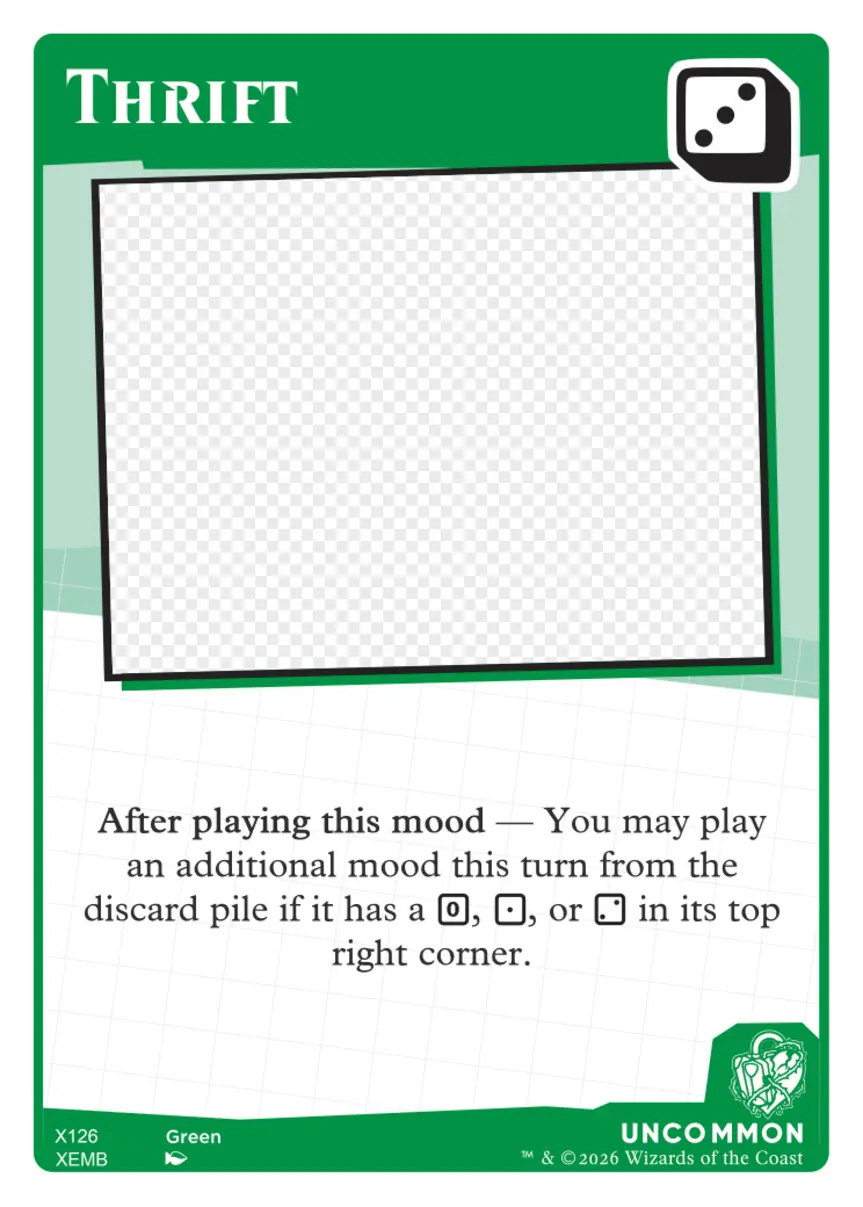 THRIFT
After playing this mood — You may play
an additional mood this turn from the
discard pile if it has a 0, ⚀, or ⚁ in its top
right corner.
X126
Green
XEMB
UNCOMMON
™ & © 2026 Wizards of the Coast